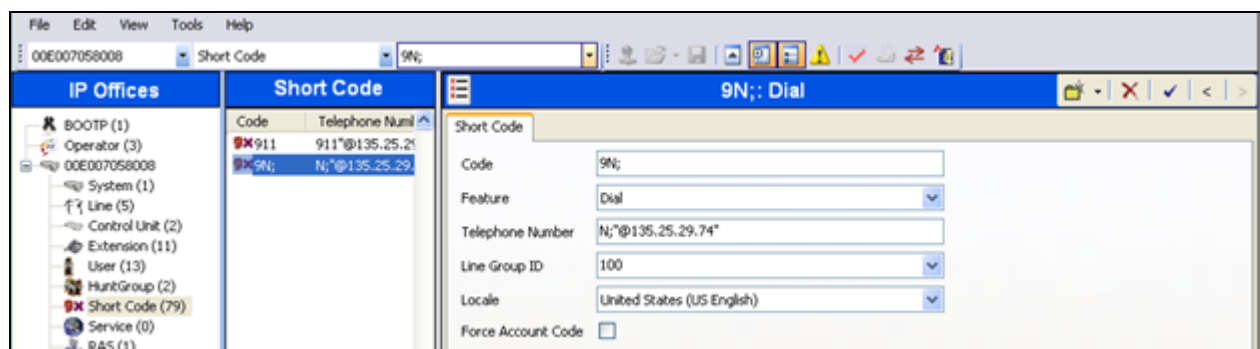 File Edit View Tools Help
00E007058008 Short Code 9N;
IP Offices
BOOTP (1)
Operator (3)
00E007058008
System (1)
Line (5)
Control Unit (2)
Extension (11)
User (13)
HuntGroup (2)
Short Code (79)
Service (0)
RAS (1)
Short Code
Code Telephone Numl
9x911 911"@135.25.29
9x9N; N;"@135.25.29.
9N;: Dial
Short Code
Code 9N;
Feature Dial
Telephone Number N;"@135.25.29.74"
Line Group ID 100
Locale United States (US English)
Force Account Code